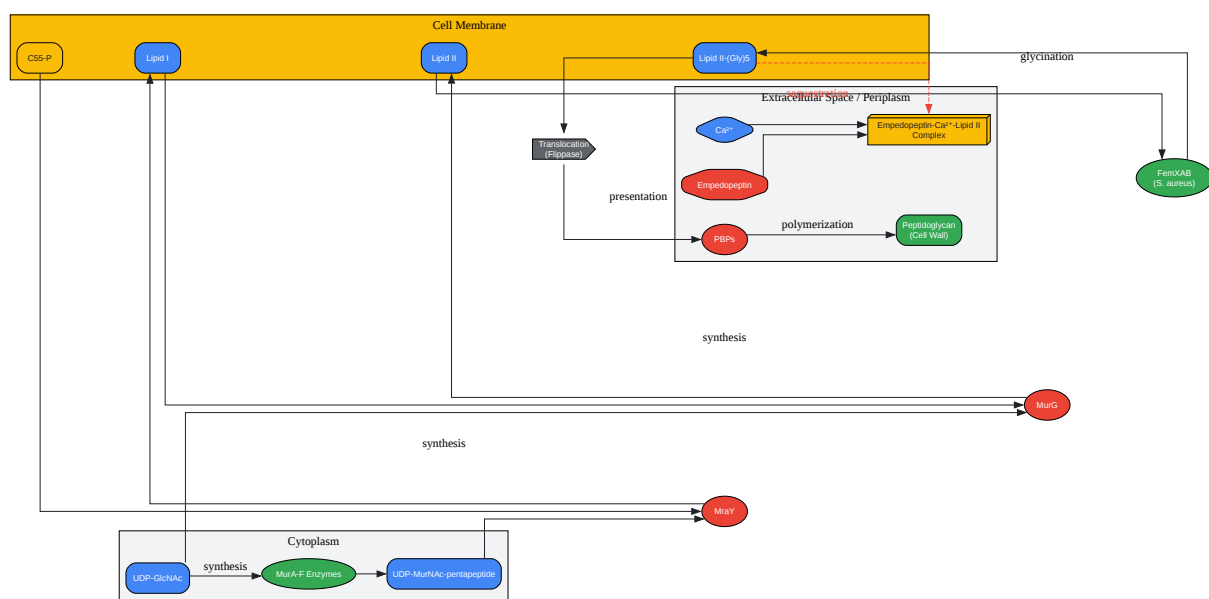 Cell Membrane
C55-P
Lipid I
Lipid II
Lipid II-(Gly)5
glycination
sequestration
Extracellular Space / Periplasm
Ca²⁺
Empedopeptin-Ca²⁺-Lipid II
Complex
Translocation
(Flippase)
FemXAB
(S. aureus)
Empedopeptin
presentation
polymerization
Peptidoglycan
(Cell Wall)
PBPs
synthesis
MurG
synthesis
MraY
Cytoplasm
synthesis
UDP-GlcNAc
MurA-F Enzymes
UDP-MurNAc-pentapeptide